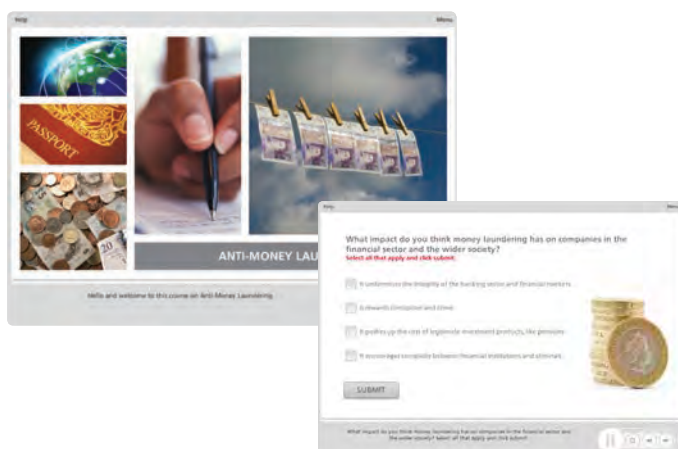 Help
Menu
PASSPORT
20
ANTI-MONEY LAU
Hello and welcome to this course on Anti-Money Laundering.
Help
Menu
What impact do you think money laundering has on companies in the
financial sector and the wider society?
Select all that apply and click submit.
It undermines the integrity of the banking sector and financial markets.
It rewards corruption and crime.
It pushes up the cost of legitimate investment products, like pensions.
It encourages complicity between financial institutions and criminals.
SUBMIT
What impact do you think money laundering has on companies in the financial sector and
the wider society? Select all that apply and click submit.